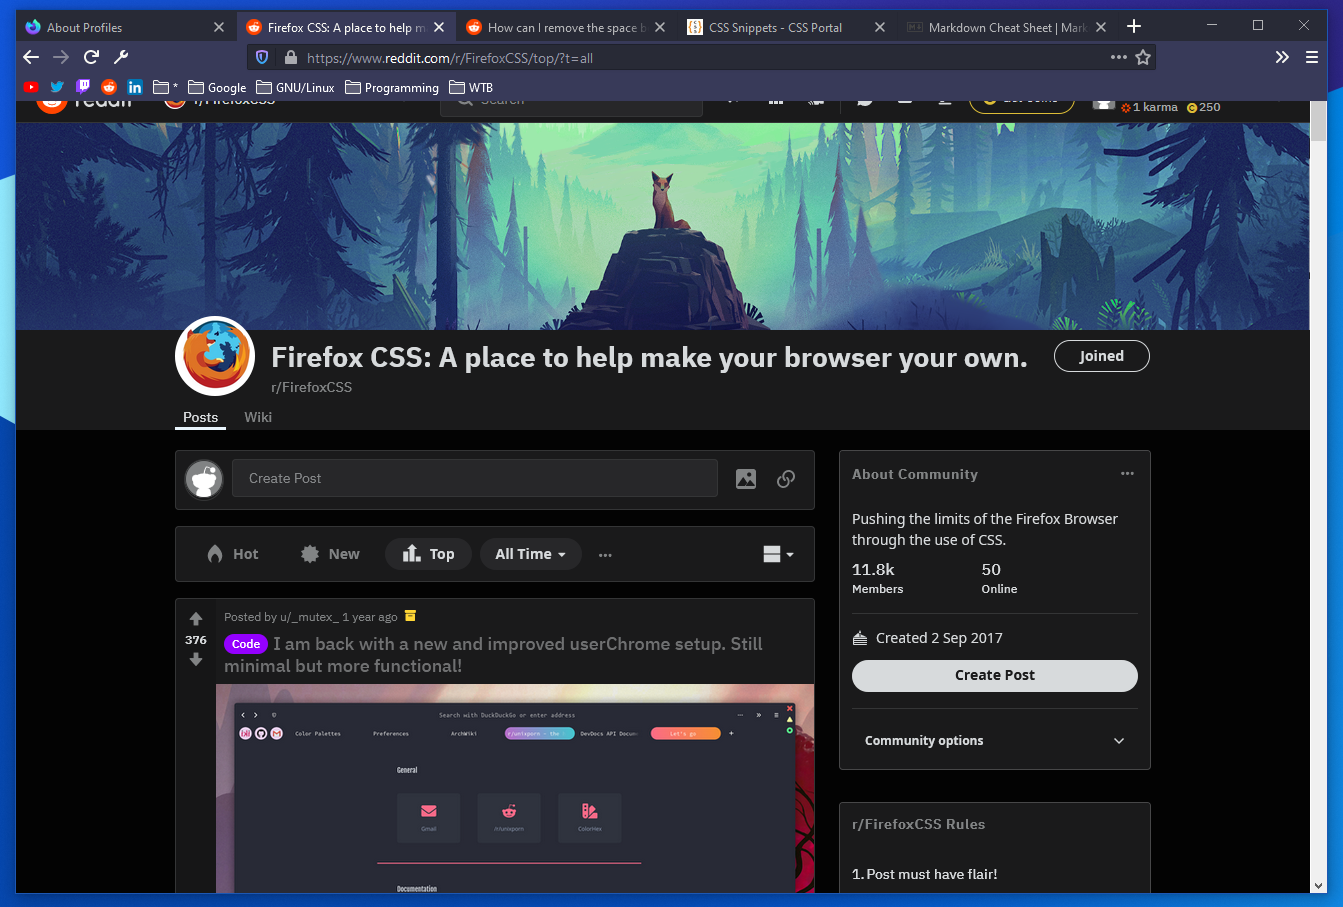 About Profiles
Firefox CSS: A place to help m
How can I remove the space b
CSS Snippets - CSS Portal
Markdown Cheat Sheet | Mark
https://www.reddit.com/r/FirefoxCSS/top/?t=all
*
Google
GNU/Linux
Programming
WTB
reddit
r/FirefoxCSS
Search
Get Coins
1 karma
250
Firefox CSS: A place to help make your browser your own.
Joined
r/FirefoxCSS
Posts
Wiki
Create Post
Hot
New
Top
All Time
Posted by u/_mutex_ 1 year ago
376
Code
I am back with a new and improved userChrome setup. Still
minimal but more functional!
Search with DuckDuckGo or enter address
Color Palettes
Preferences
ArchWiki
r/unixporn - the
DevDocs API Docum
Let's go
General
Gmail
/r/unixporn
ColorHex
Documentation
About Community
Pushing the limits of the Firefox Browser
through the use of CSS.
11.8k
50
Members
Online
Created 2 Sep 2017
Create Post
Community options
r/FirefoxCSS Rules
1. Post must have flair!